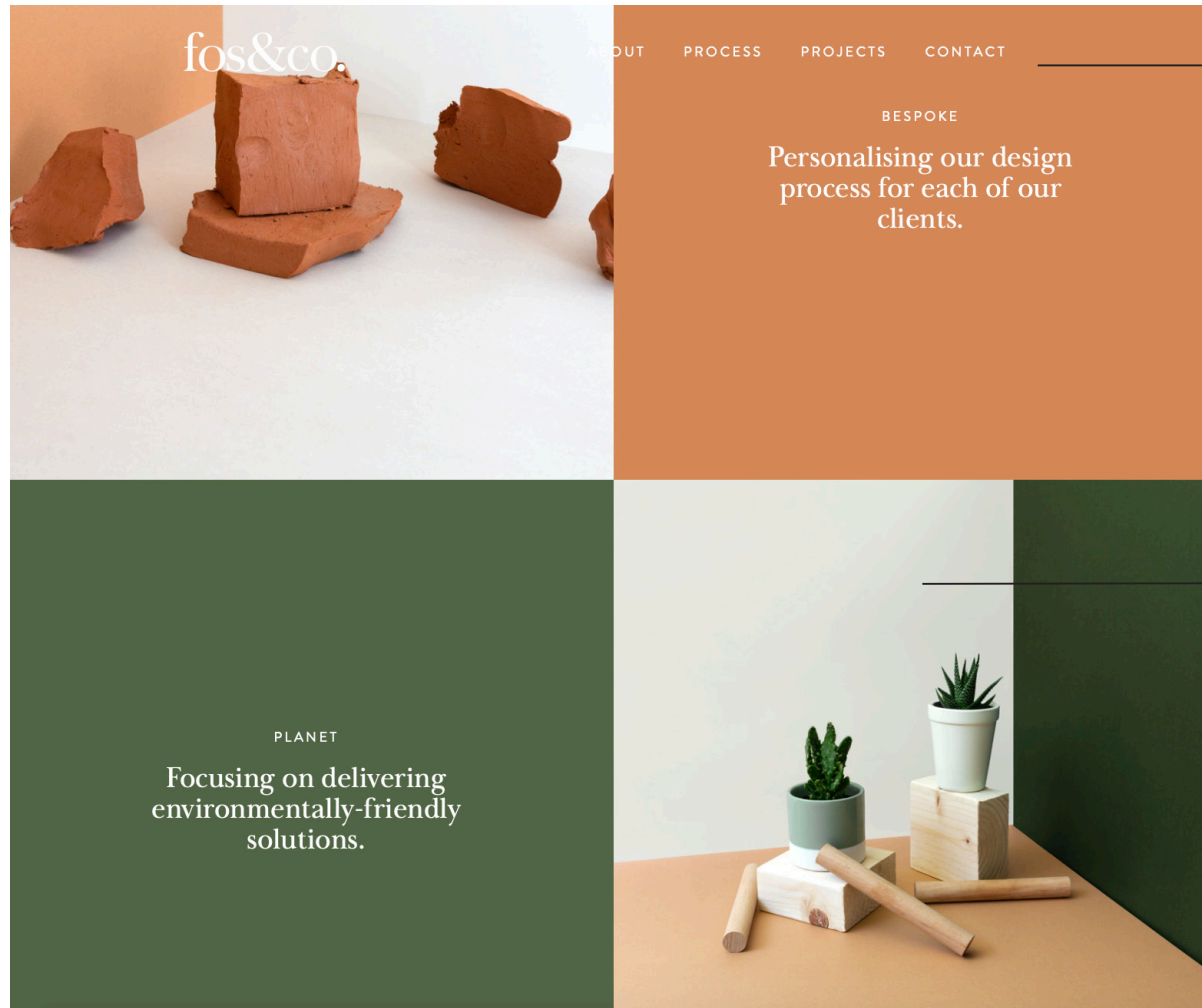 fos&co.
ABOUT PROCESS PROJECTS CONTACT
BESPOKE
Personalising our design
process for each of our
clients.
PLANET
Focusing on delivering
environmentally-friendly
solutions.